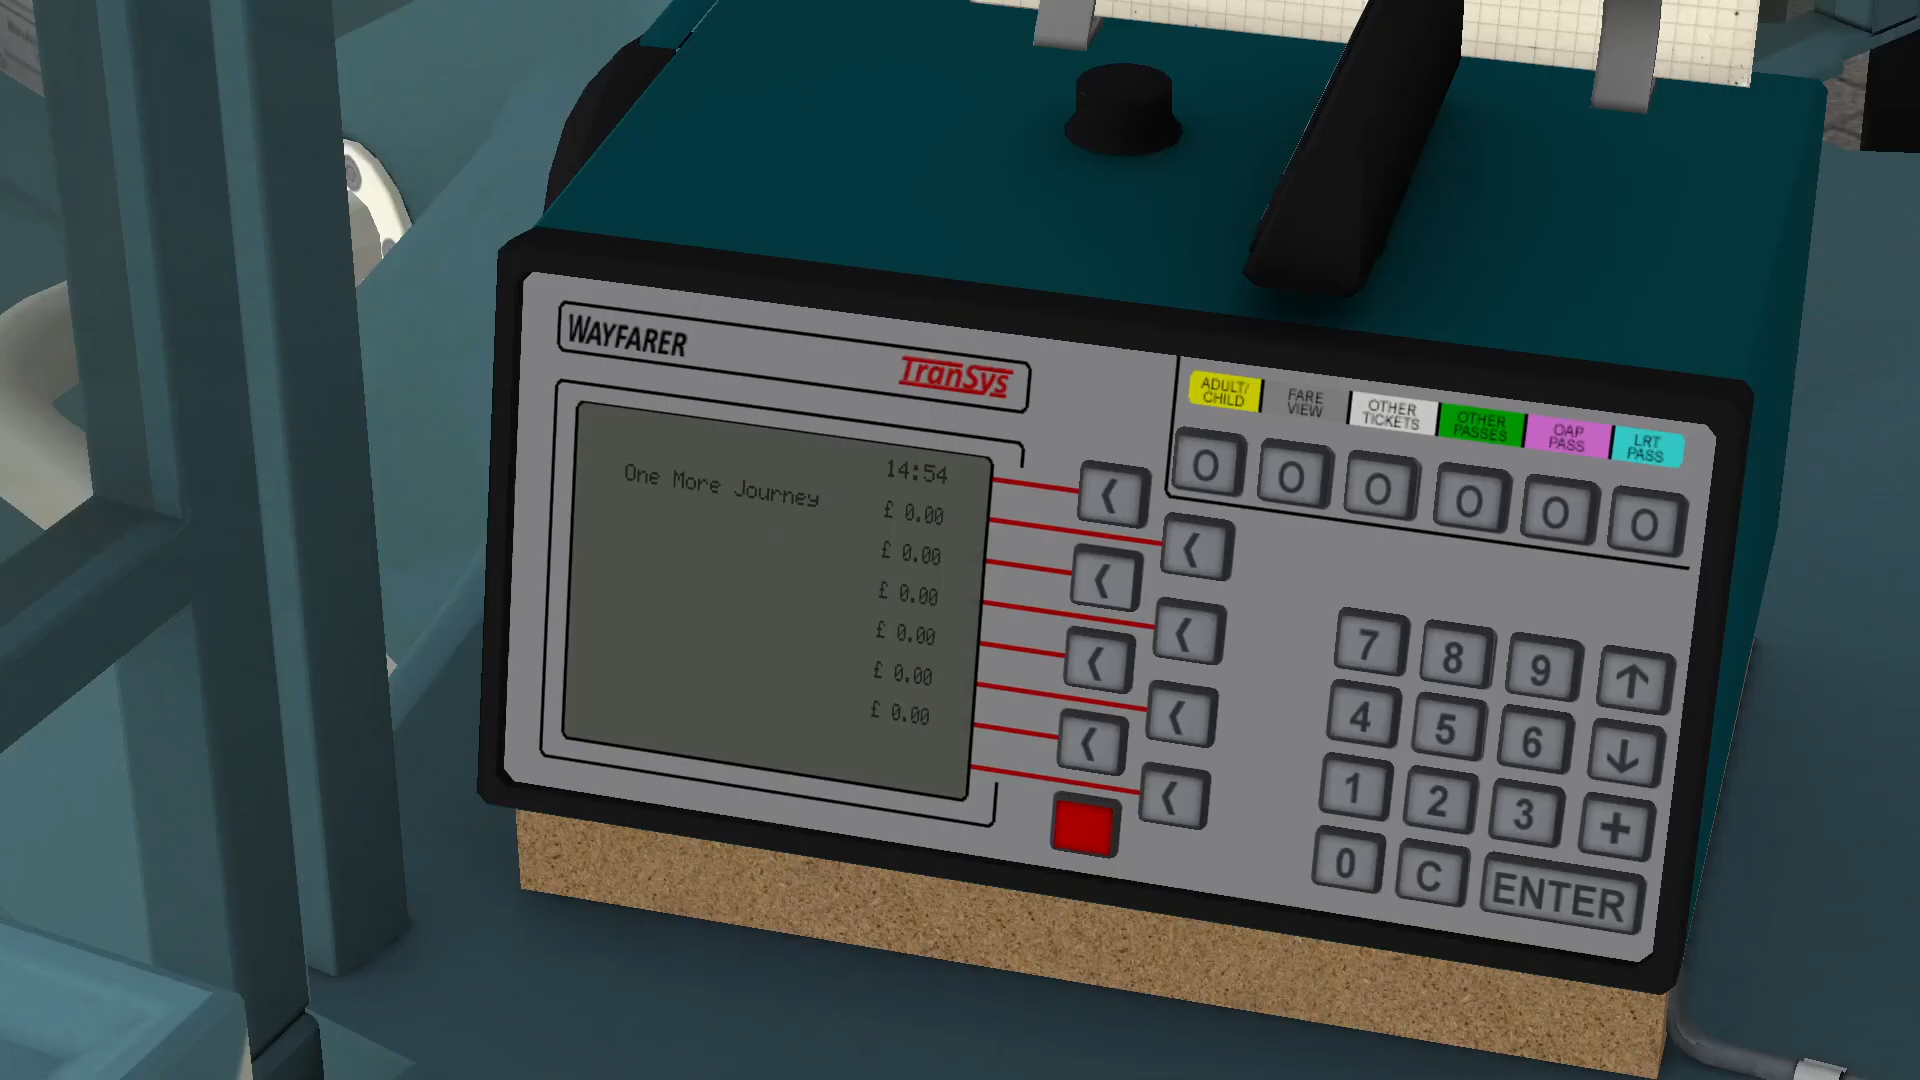 WAYFARER
TranSys
14:54
One More Journey
£ 0.00
£ 0.00
£ 0.00
£ 0.00
£ 0.00
£ 0.00
ADULT/
CHILD
FARE
VIEW
OTHER
TICKETS
OTHER
PASSES
OAP
PASS
LRT
PASS
7 8 9
4 5 6
1 2 3 +
0 C ENTER